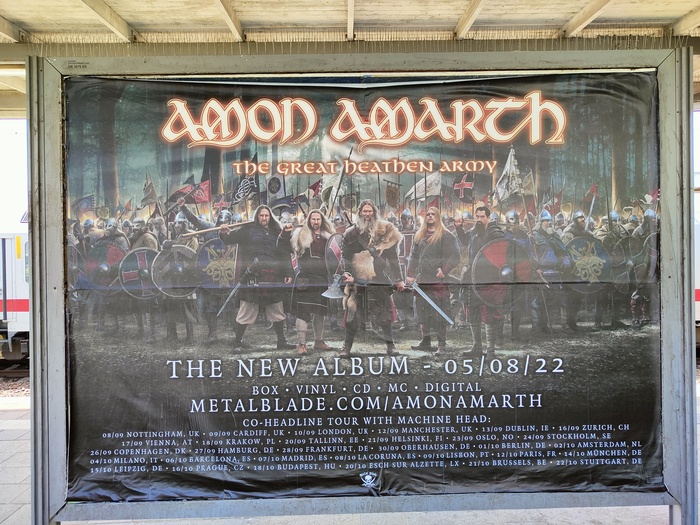 AMON AMARTH
THE GREAT HEATHEN ARMY
THE NEW ALBUM - 05/08/22
BOX • VINYL • CD • MC • DIGITAL
METALBLADE.COM/AMONAMARTH
CO-HEADLINE TOUR WITH MACHINE HEAD:
08/09 NOTTINGHAM, UK • 09/09 CARDIFF, UK • 10/09 LONDON, UK • 12/09 MANCHESTER, UK • 13/09 DUBLIN, IE • 16/09 ZURICH, CH
17/09 VIENNA, AT • 18/09 KRAKOW, PL • 20/09 TALLINN, EE • 21/09 HELSINKI, FI • 23/09 OSLO, NO • 24/09 STOCKHOLM, SE
26/09 COPENHAGEN, DK • 27/09 HAMBURG, DE • 28/09 FRANKFURT, DE • 30/09 OBERHAUSEN, DE • 01/10 BERLIN, DE • 02/10 AMSTERDAM, NL
04/10 MILANO, IT • 06/10 BARCELONA, ES • 07/10 MADRID, ES • 08/10 LA CORUNA, ES • 09/10 LISBON, PT • 12/10 PARIS, FR • 14/10 MÜNCHEN, DE
15/10 LEIPZIG, DE • 16/10 PRAGUE, CZ • 18/10 BUDAPEST, HU • 20/10 ESCH SUR ALZETTE, LX • 21/10 BRUSSELS, BE • 22/10 STUTTGART, DE